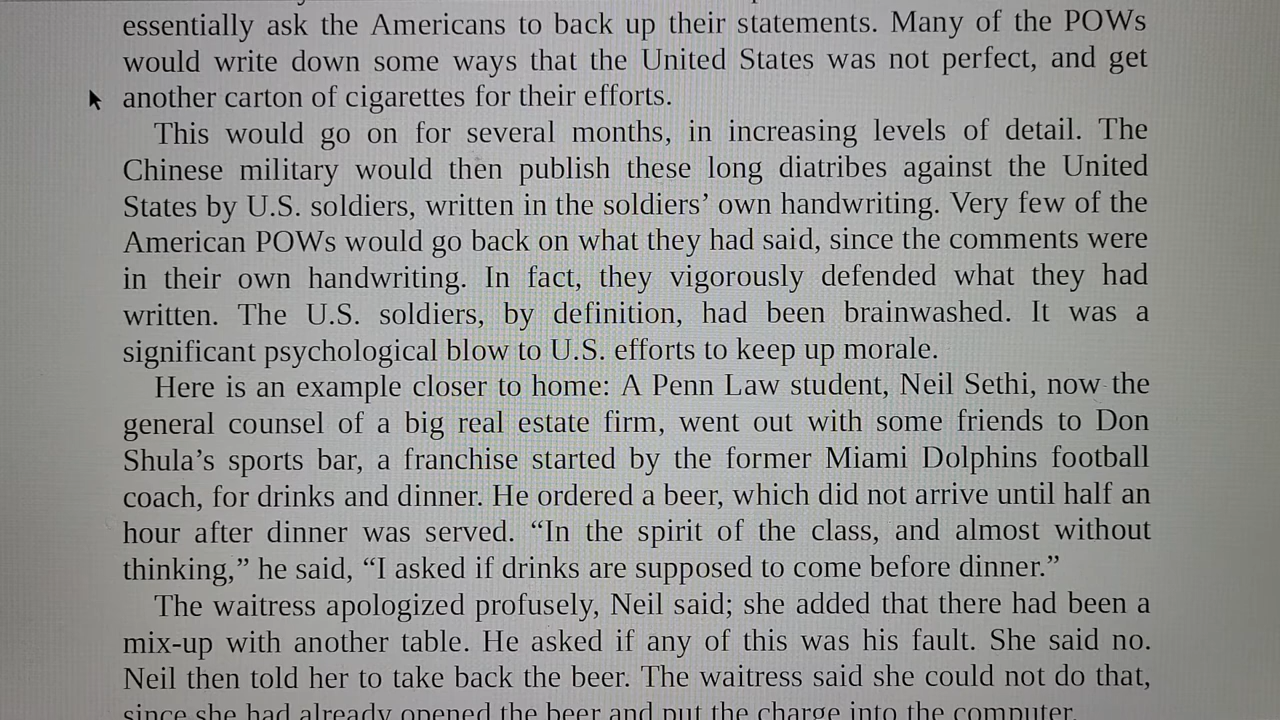 essentially ask the Americans to back up their statements. Many of the POWs
would write down some ways that the United States was not perfect, and get
another carton of cigarettes for their efforts.
This would go on for several months, in increasing levels of detail. The
Chinese military would then publish these long diatribes against the United
States by U.S. soldiers, written in the soldiers’ own handwriting. Very few of the
American POWs would go back on what they had said, since the comments were
in their own handwriting. In fact, they vigorously defended what they had
written. The U.S. soldiers, by definition, had been brainwashed. It was a
significant psychological blow to U.S. efforts to keep up morale.
Here is an example closer to home: A Penn Law student, Neil Sethi, now the
general counsel of a big real estate firm, went out with some friends to Don
Shula’s sports bar, a franchise started by the former Miami Dolphins football
coach, for drinks and dinner. He ordered a beer, which did not arrive until half an
hour after dinner was served. “In the spirit of the class, and almost without
thinking,” he said, “I asked if drinks are supposed to come before dinner.”
The waitress apologized profusely, Neil said; she added that there had been a
mix-up with another table. He asked if any of this was his fault. She said no.
Neil then told her to take back the beer. The waitress said she could not do that,
since she had already opened the beer and put the charge into the computer.